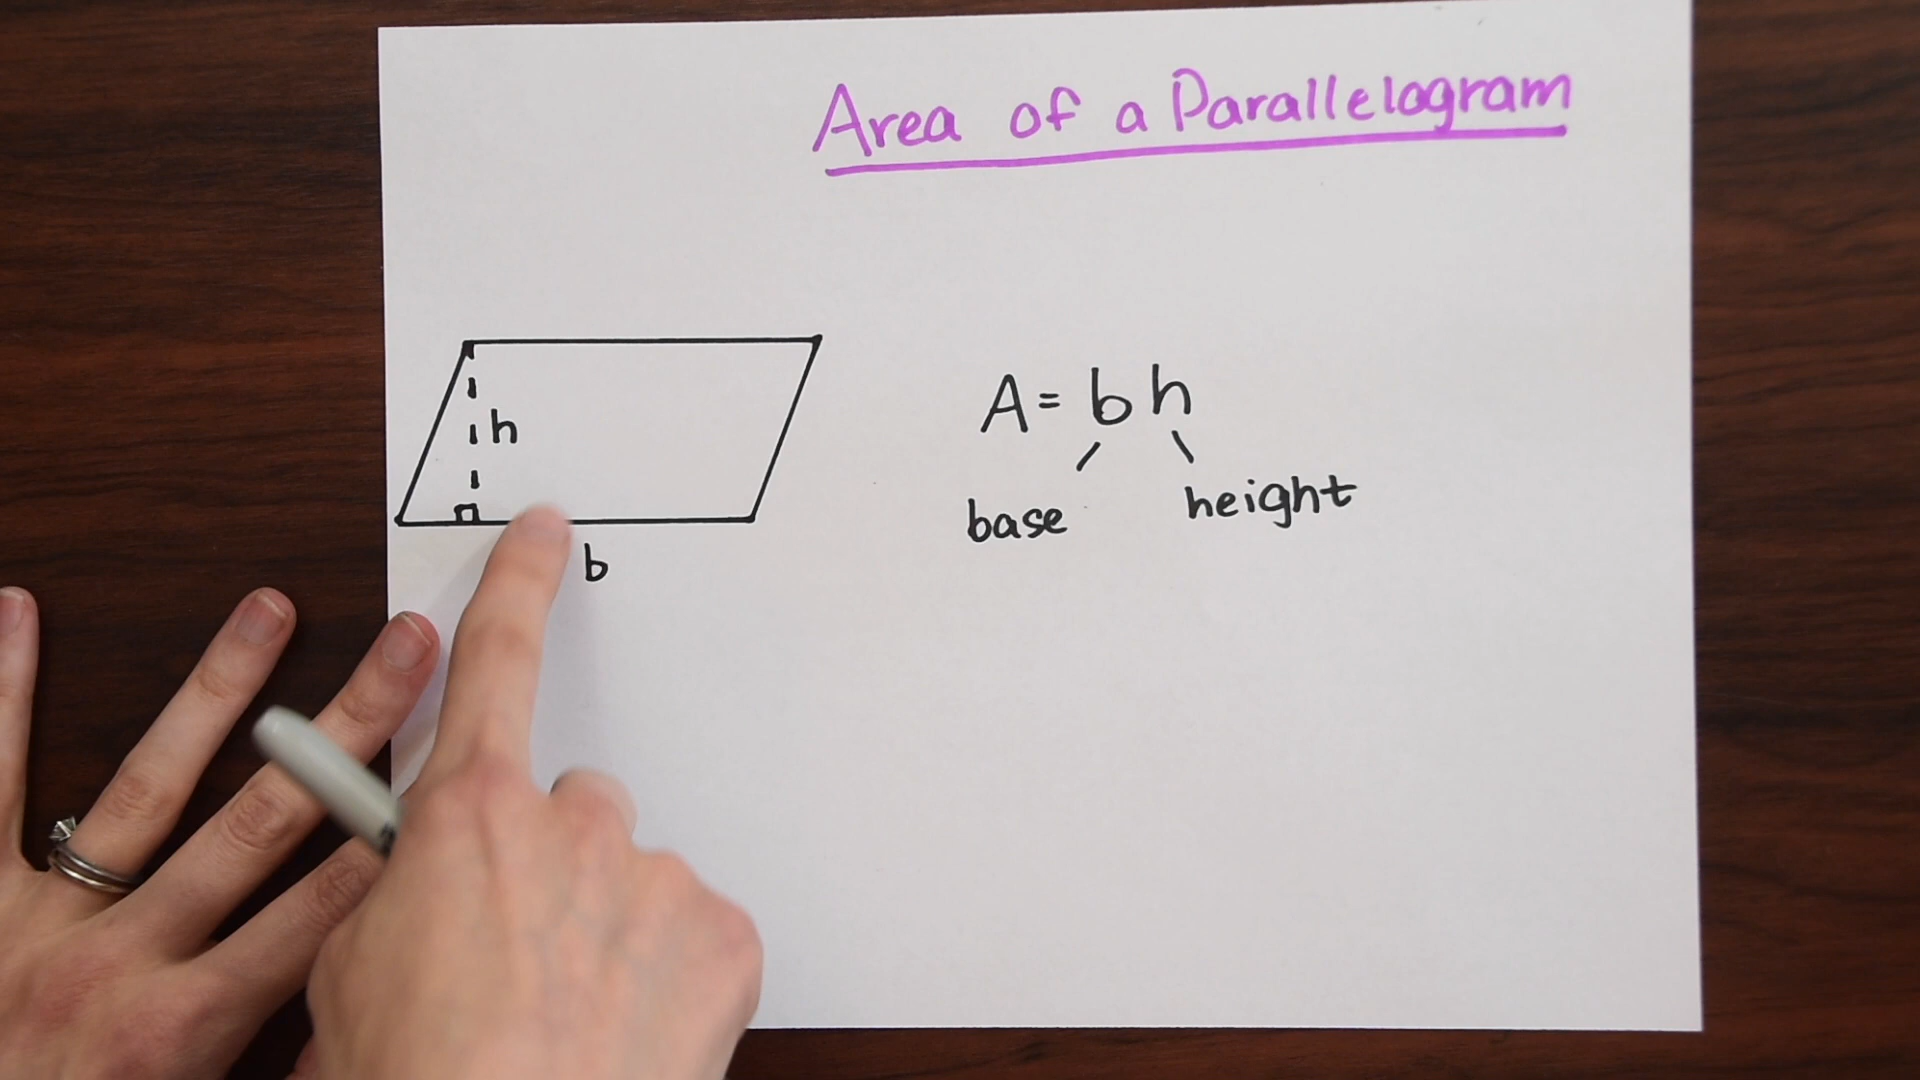 Area of a Parallelogram
h
b
A = bh
base
height